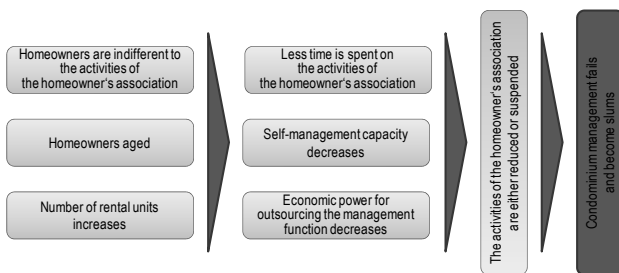 Homeowners are indifferent to
the activities of
the homeowner's association
Homeowners aged
Number of rental units
increases
Less time is spent on
the activities of
the homeowner's association
Self-management capacity
decreases
Economic power for
outsourcing the management
function decreases
The activities of the homeowner's association
are either reduced or suspended
Condominium management fails
and become slums